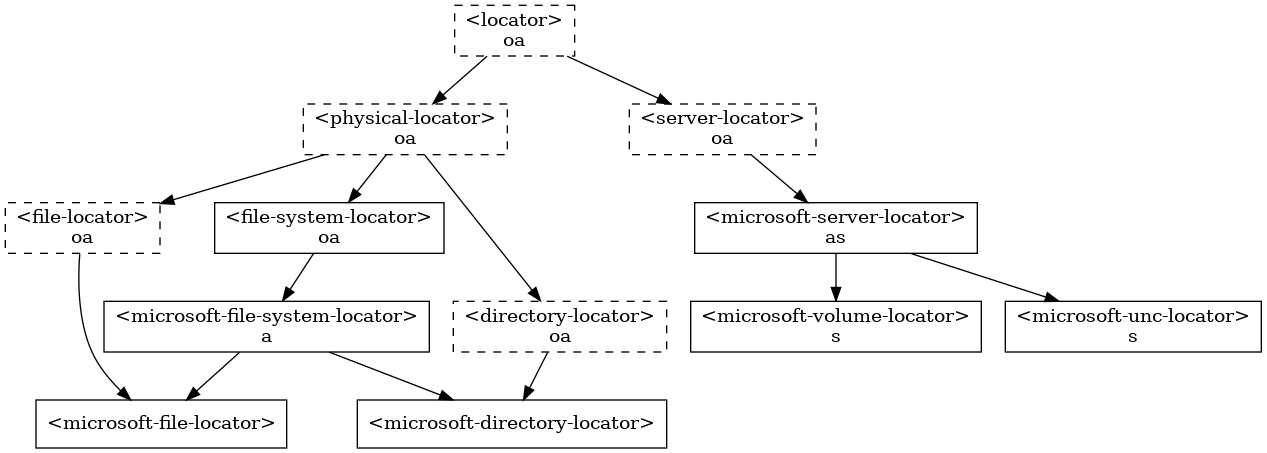 <locator>
oa
<physical-locator>
oa
<server-locator>
oa
<file-locator>
oa
<file-system-locator>
oa
<microsoft-server-locator>
as
<microsoft-file-system-locator>
a
<directory-locator>
oa
<microsoft-volume-locator>
s
<microsoft-unc-locator>
s
<microsoft-file-locator>
<microsoft-directory-locator>